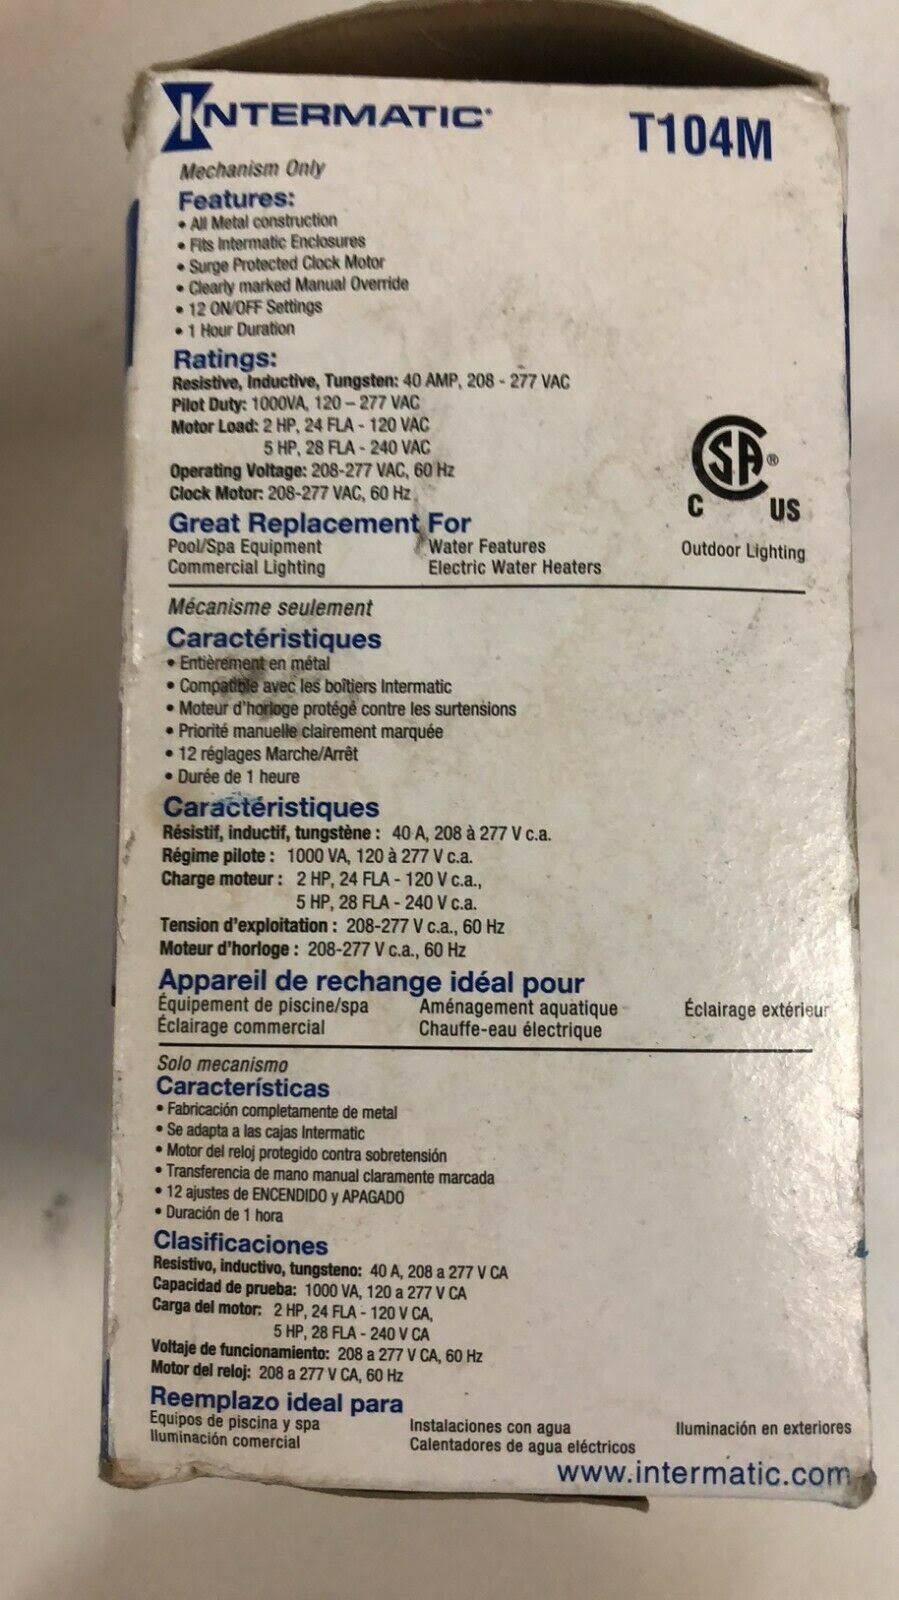 INTERMATIC® T104M
Mechanism Only
Features:
• All Metal construction
• Fits Intermatic Enclosures
• Surge Protected Clock Motor
• Clearly marked Manual Override
• 12 ON/OFF Settings
• 1 Hour Duration
Ratings:
Resistive, Inductive, Tungsten: 40 AMP, 208 - 277 VAC
Pilot Duty: 1000VA, 120 – 277 VAC
Motor Load: 2 HP, 24 FLA - 120 VAC
5 HP, 28 FLA - 240 VAC
Operating Voltage: 208-277 VAC, 60 Hz
Clock Motor: 208-277 VAC, 60 Hz
CSA®
C US
Great Replacement For
Pool/Spa Equipment Water Features Outdoor Lighting
Commercial Lighting Electric Water Heaters
Mécanisme seulement
Caractéristiques
• Entièrement en métal
• Compatible avec les boîtiers Intermatic
• Moteur d'horloge protégé contre les surtensions
• Priorité manuelle clairement marquée
• 12 réglages Marche/Arrêt
• Durée de 1 heure
Caractéristiques
Résistif, inductif, tungstène : 40 A, 208 à 277 V c.a.
Régime pilote : 1000 VA, 120 à 277 V c.a.
Charge moteur : 2 HP, 24 FLA - 120 V c.a.,
5 HP, 28 FLA - 240 V c.a.
Tension d'exploitation : 208-277 V c.a., 60 Hz
Moteur d'horloge : 208-277 V c.a., 60 Hz
Appareil de rechange idéal pour
Équipement de piscine/spa Aménagement aquatique Éclairage extérieur
Éclairage commercial Chauffe-eau électrique
Solo mecanismo
Características
• Fabricación completamente de metal
• Se adapta a las cajas Intermatic
• Motor del reloj protegido contra sobretensión
• Transferencia de mano manual claramente marcada
• 12 ajustes de ENCENDIDO y APAGADO
• Duración de 1 hora
Clasificaciones
Resistivo, inductivo, tungsteno: 40 A, 208 a 277 V CA
Capacidad de prueba: 1000 VA, 120 a 277 V CA
Carga del motor: 2 HP, 24 FLA - 120 V CA,
5 HP, 28 FLA - 240 V CA
Voltaje de funcionamiento: 208 a 277 V CA, 60 Hz
Motor del reloj: 208 a 277 V CA, 60 Hz
Reemplazo ideal para
Equipos de piscina y spa Instalaciones con agua Iluminación en exteriores
Iluminación comercial Calentadores de agua eléctricos
www.intermatic.com